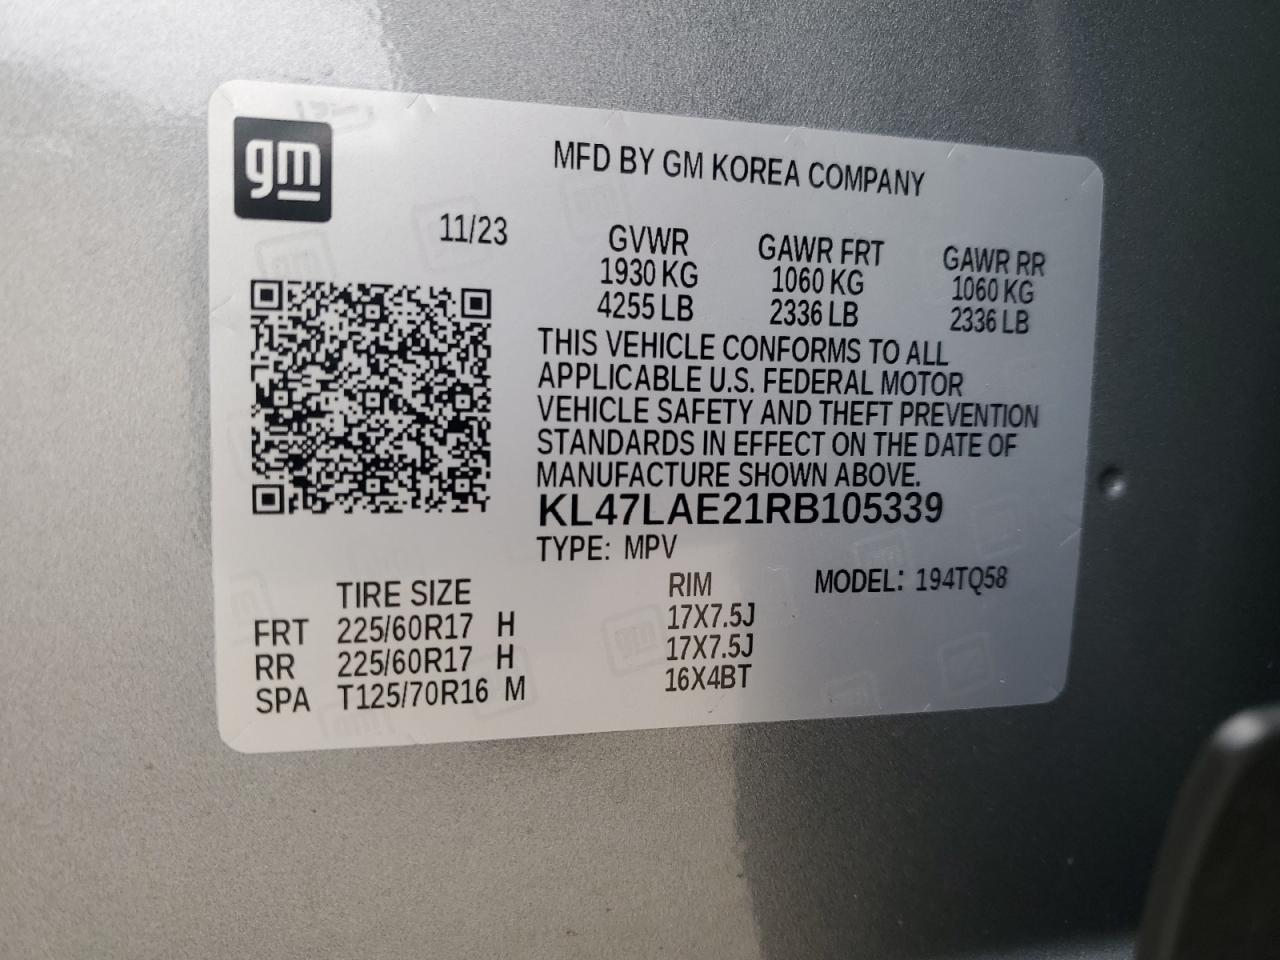 gm
MFD BY GM KOREA COMPANY
11/23
GVWR GAWR FRT GAWR RR
1930 KG 1060 KG 1060 KG
4255 LB 2336 LB 2336 LB
THIS VEHICLE CONFORMS TO ALL
APPLICABLE U.S. FEDERAL MOTOR
VEHICLE SAFETY AND THEFT PREVENTION
STANDARDS IN EFFECT ON THE DATE OF
MANUFACTURE SHOWN ABOVE.
KL47LAE21RB105339
TYPE: MPV
MODEL: 194TQ58
TIRE SIZE RIM
FRT 225/60R17 H 17X7.5J
RR 225/60R17 H 17X7.5J
SPA T125/70R16 M 16X4BT